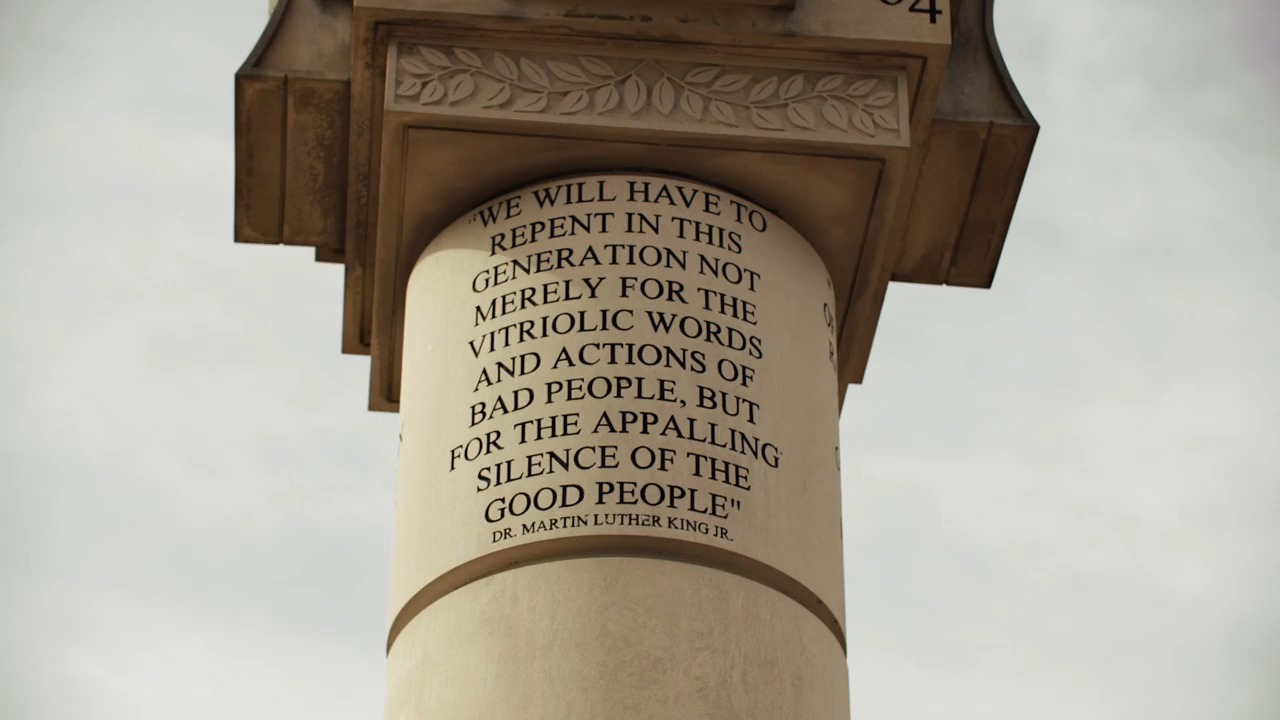 "WE WILL HAVE TO
REPENT IN THIS
GENERATION NOT
MERELY FOR THE
VITRIOLIC WORDS
AND ACTIONS OF
BAD PEOPLE, BUT
FOR THE APPALLING
SILENCE OF THE
GOOD PEOPLE"
DR. MARTIN LUTHER KING JR.